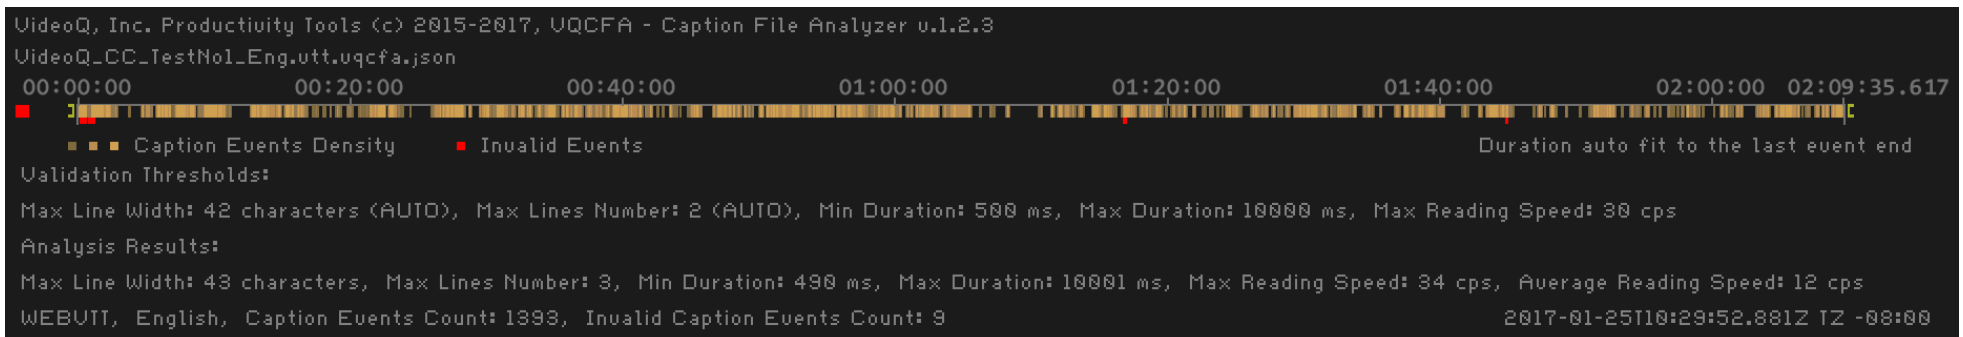 VideoQ, Inc. Productivity Tools (c) 2015-2017, VQCFA - Caption File Analyzer v.1.2.3
VideoQ_CC_TestNo1_Eng.vtt.vqcfa.json
00:00:00 00:20:00 00:40:00 01:00:00 01:20:00 01:40:00 02:00:00 02:09:35.617
Caption Events Density Invalid Events Duration auto fit to the last event end
Validation Thresholds:
Max Line Width: 42 characters (AUTO), Max Lines Number: 2 (AUTO), Min Duration: 500 ms, Max Duration: 10000 ms, Max Reading Speed: 30 cps
Analysis Results:
Max Line Width: 43 characters, Max Lines Number: 3, Min Duration: 490 ms, Max Duration: 10001 ms, Max Reading Speed: 34 cps, Average Reading Speed: 12 cps
WEBVTT, English, Caption Events Count: 1393, Invalid Caption Events Count: 9 2017-01-25T10:29:52.881Z TZ -08:00